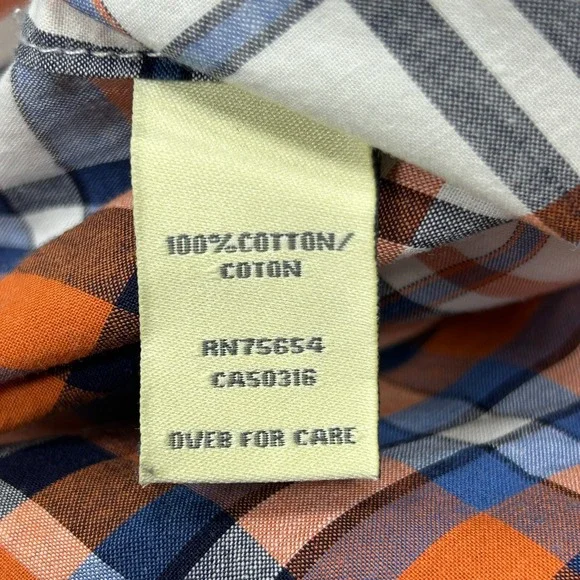 100%COTTON/
COTON
RN75654
CA50316
OVER FOR CARE